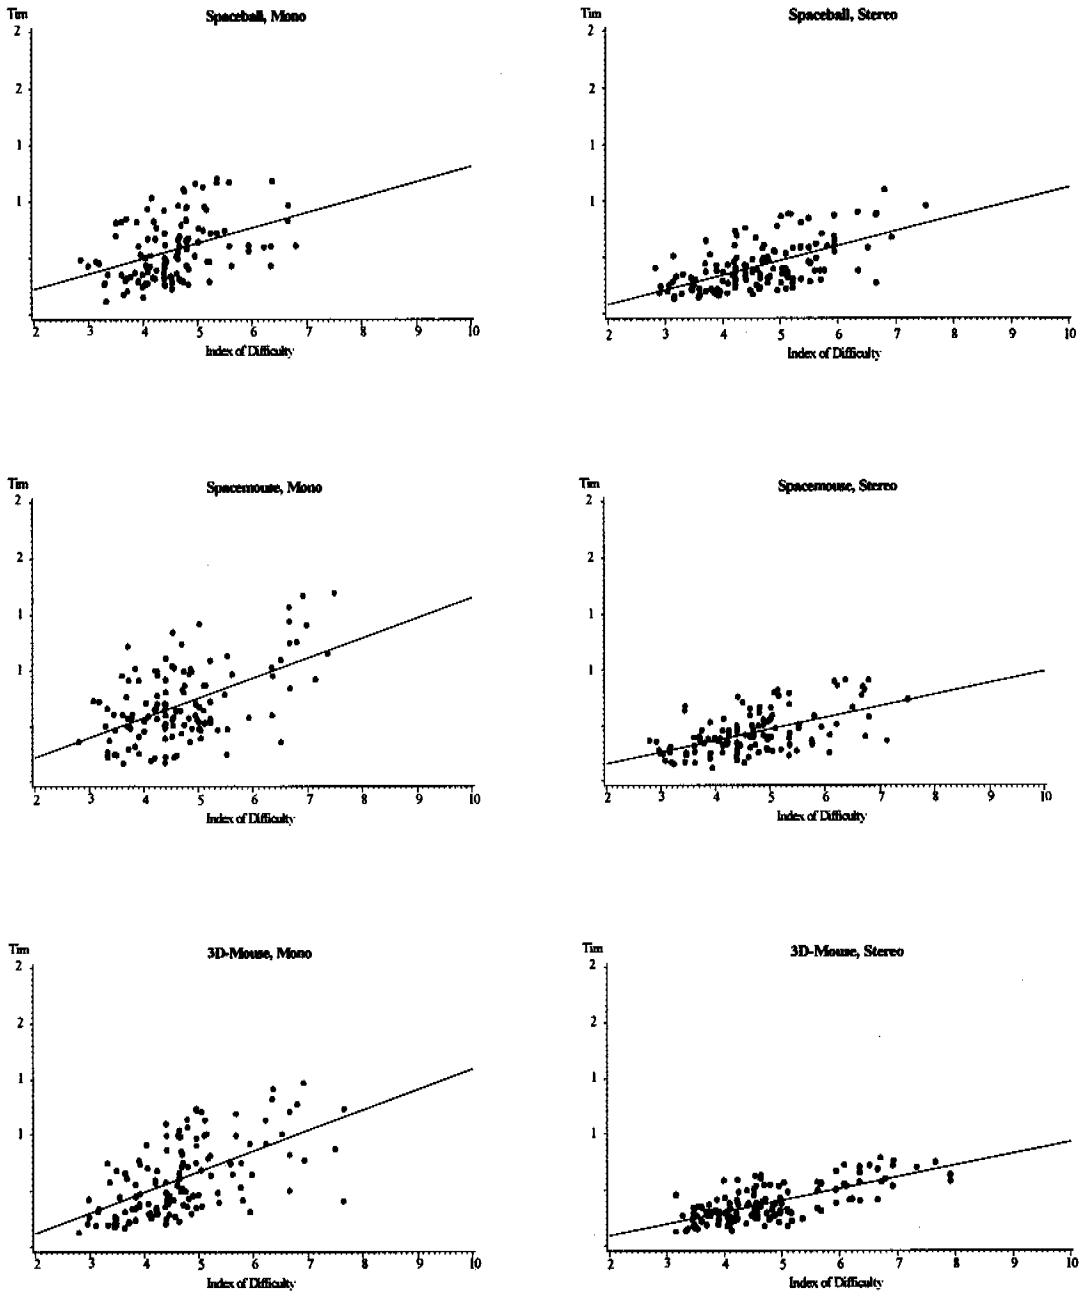 Tim
Spaceball, Mono
2
2
1
1
2 3 4 5 6 7 8 9 10
Index of Difficulty
Tim
Spaceball, Stereo
2
2
1
1
2 3 4 5 6 7 8 9 10
Index of Difficulty
Tim
Spacemouse, Mono
2
2
1
1
2 3 4 5 6 7 8 9 10
Index of Difficulty
Tim
Spacemouse, Stereo
2
2
1
1
2 3 4 5 6 7 8 9 10
Index of Difficulty
Tim
3D-Mouse, Mono
2
2
1
1
2 3 4 5 6 7 8 9 10
Index of Difficulty
Tim
3D-Mouse, Stereo
2
2
1
1
2 3 4 5 6 7 8 9 10
Index of Difficulty